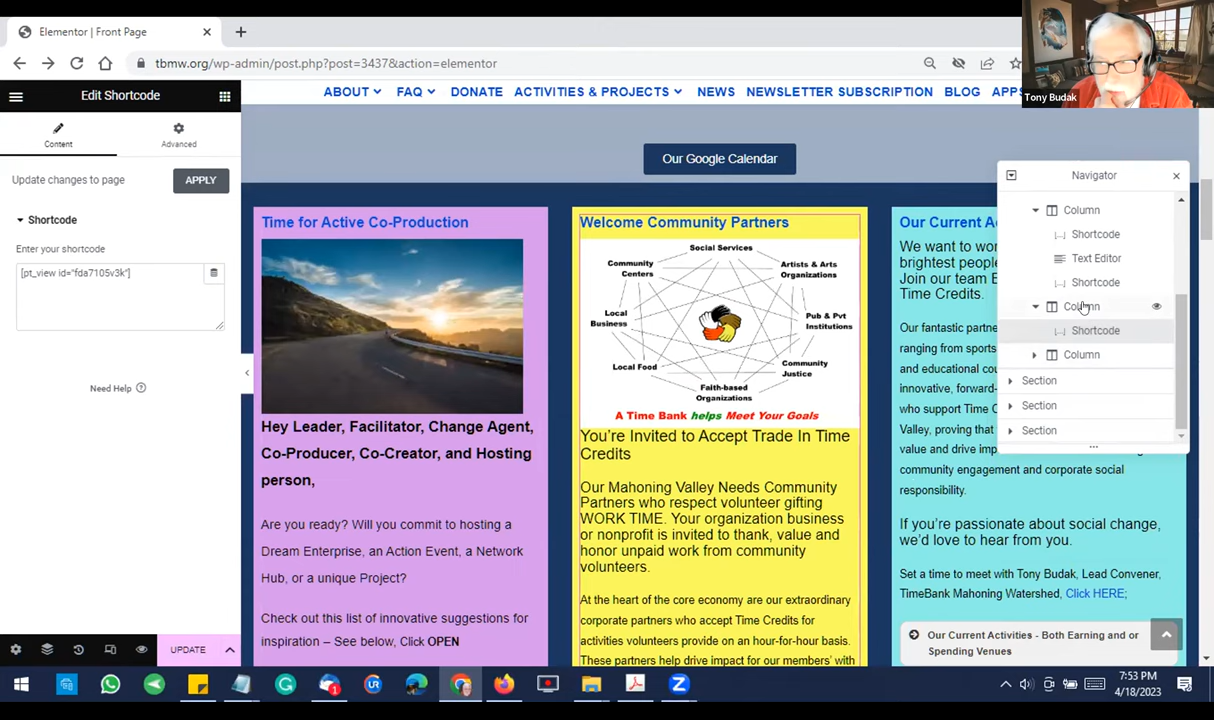 Elementor | Front Page
tbmw.org/wp-admin/post.php?post=3437&action=elementor
Tony Budak
Edit Shortcode
ABOUT FAQ DONATE ACTIVITIES & PROJECTS NEWS NEWSLETTER SUBSCRIPTION BLOG APPS
Content
Advanced
Update changes to page
APPLY
Shortcode
Enter your shortcode
[pt_view id="fda7105v3k"]
Need Help
UPDATE
Our Google Calendar
Time for Active Co-Production
Hey Leader, Facilitator, Change Agent,
Co-Producer, Co-Creator, and Hosting
person,
Are you ready? Will you commit to hosting a
Dream Enterprise, an Action Event, a Network
Hub, or a unique Project?
Check out this list of innovative suggestions for
inspiration – See below, Click OPEN
Welcome Community Partners
Social Services
Community
Centers
Artists & Arts
Organizations
Local
Business
Pub & Pvt
Institutions
Local Food
Community
Justice
Faith-based
Organizations
A Time Bank helps Meet Your Goals
You're Invited to Accept Trade In Time
Credits
Our Mahoning Valley Needs Community
Partners who respect volunteer gifting
WORK TIME. Your organization business
or nonprofit is invited to thank, value and
honor unpaid work from community
volunteers.
At the heart of the core economy are our extraordinary
corporate partners who accept Time Credits for
activities volunteers provide on an hour-for-hour basis.
These partners help drive impact for our members' with
Our Current
We want to
brightest
Join our team
Time Credits.
Our fantastic
ranging from
and educational
innovative, forward-
who support Time
Valley, proving that
value and drive
community engagement and corporate social
responsibility.
If you're passionate about social change,
we'd love to hear from you.
Set a time to meet with Tony Budak, Lead Convener,
TimeBank Mahoning Watershed, Click HERE;
Our Current Activities - Both Earning and or
Spending Venues
Navigator
Column
Shortcode
Text Editor
Shortcode
Column
Shortcode
Column
Section
Section
Section
7:53 PM
4/18/2023